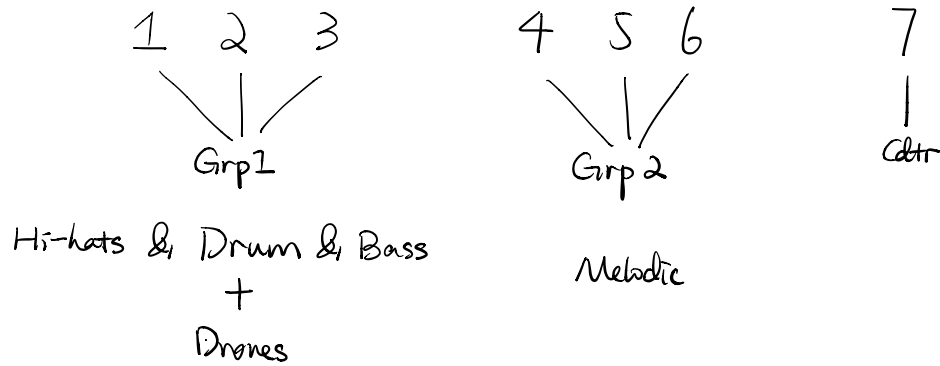 1 2 3 4 5 6 7
Grp1 Grp 2 Cdtr
Hi-hats & Drum & Bass
Melodic
+
Drones